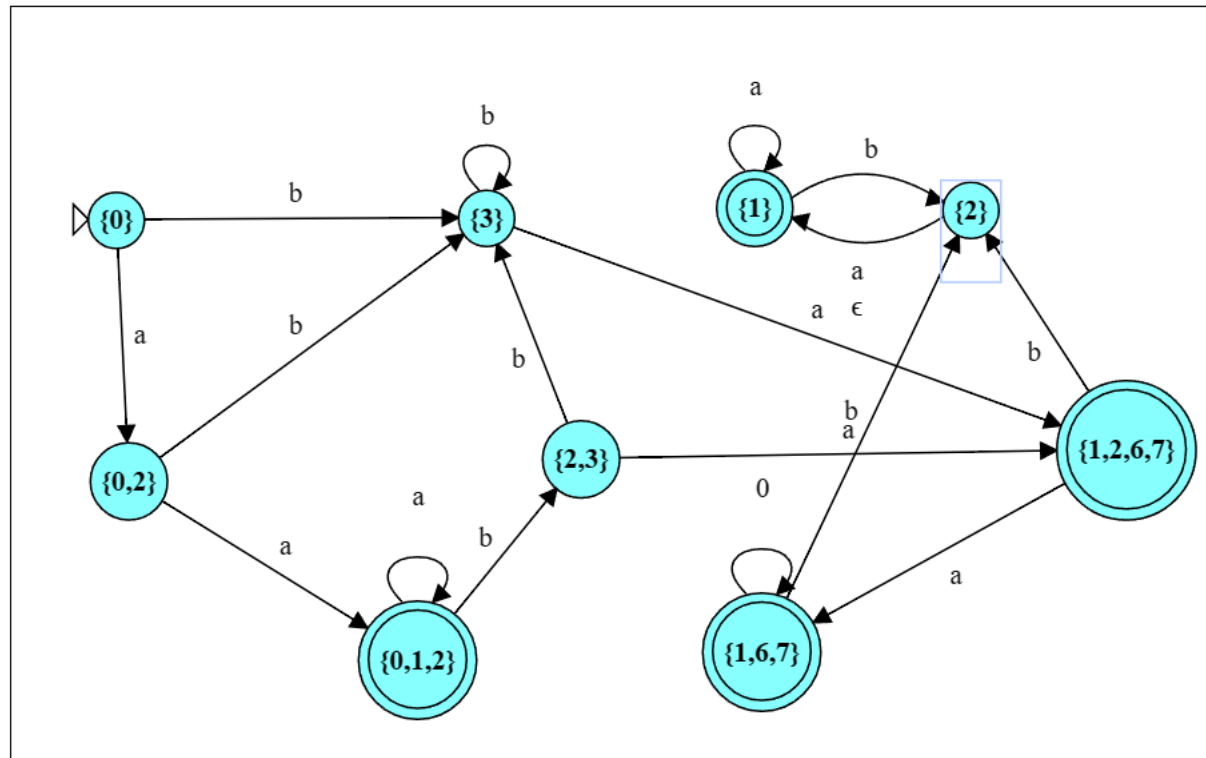 a
b
b
{0}
b
{3}
{1}
{2}
a
a
a ϵ
b
b
b
b
a
{0,2}
{2,3}
{1,2,6,7}
a
0
a
b
a
{0,1,2}
{1,6,7}